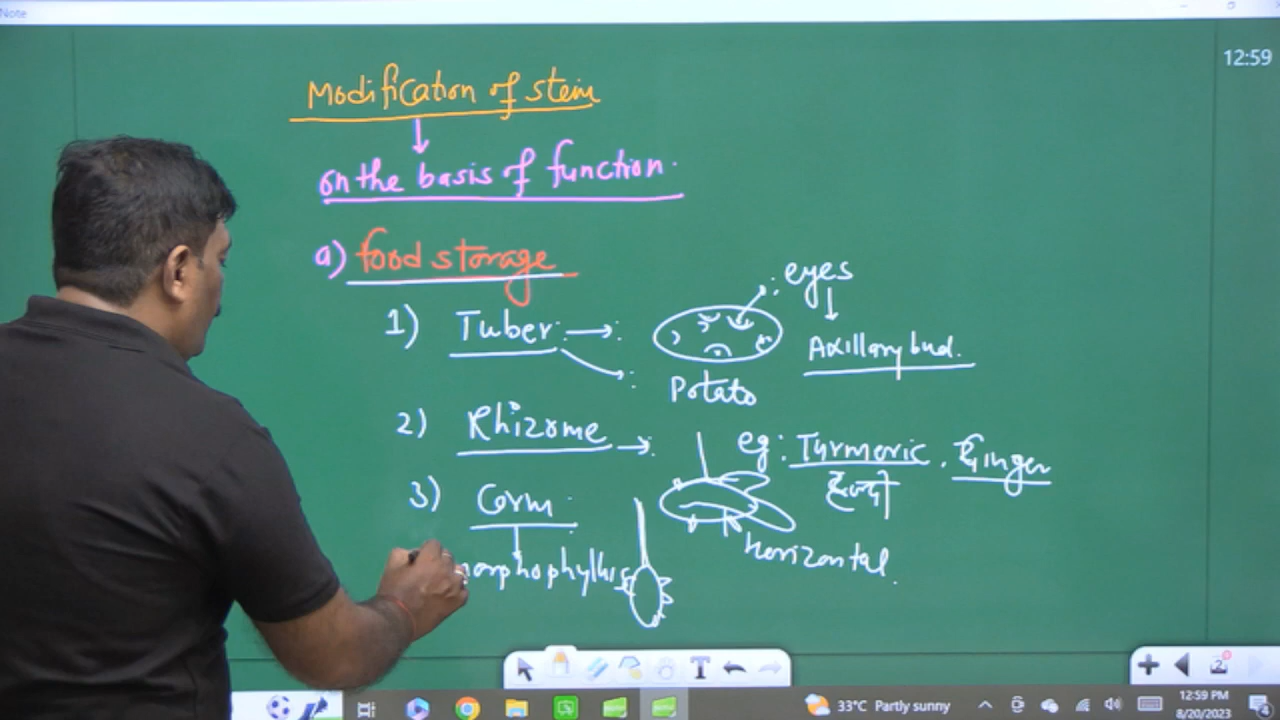 Note
12:59
Modification of stem
on the basis of function.
a) food storage
1) Tuber
eyes
Axillary bud.
Potato
2) Rhizome
eg: Turmeric, Ginger
हल्दी
3) Corm
horizontal.
33°C Partly sunny
12:59 PM
8/20/2023